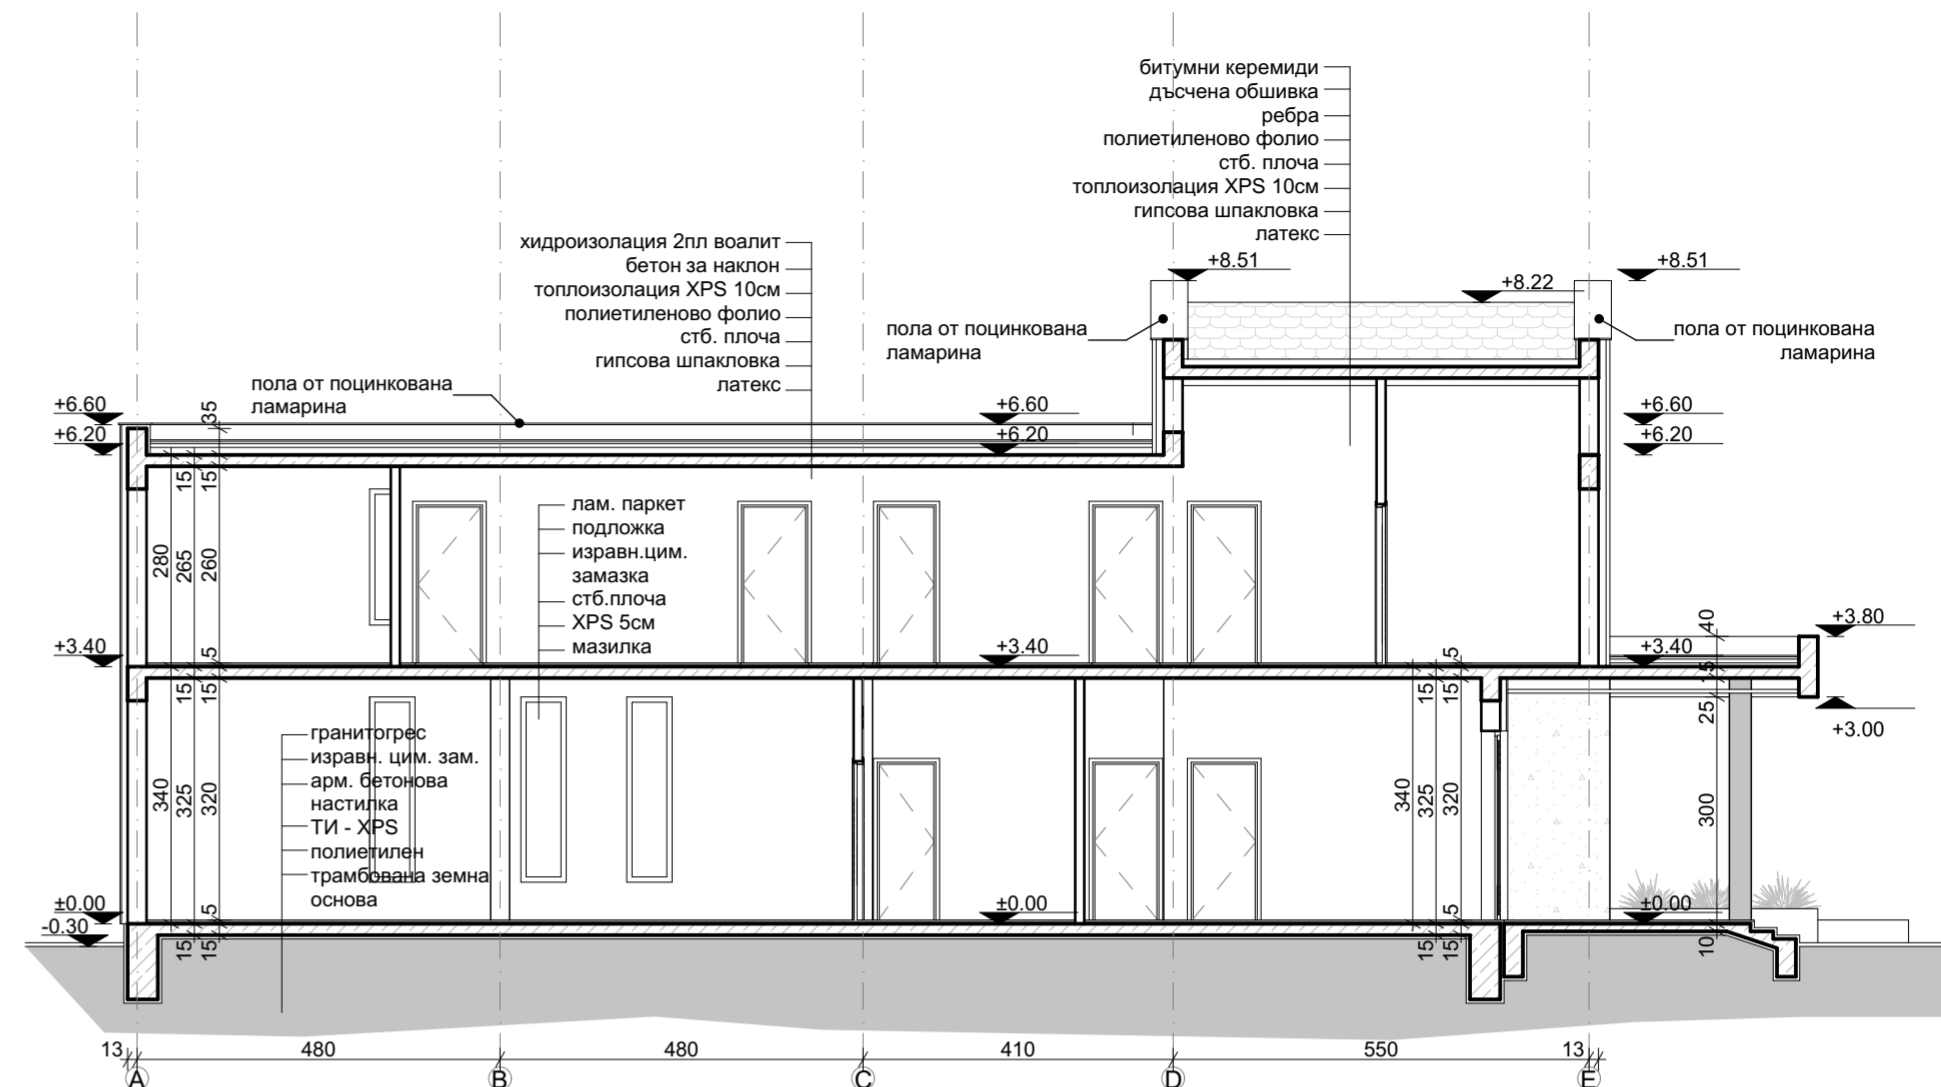 битумни керемиди
дъсчена обшивка
ребра
полиетиленово фолио
стб. плоча
топлоизолация XPS 10см
гипсова шпакловка
латекс
хидроизолация 2пл воалит
бетон за наклон
топлоизолация XPS 10см
полиетиленово фолио
стб. плоча
гипсова шпакловка
латекс
+8.51
+8.51
+8.22
пола от поцинкована
ламарина
пола от поцинкована
ламарина
пола от поцинкована
ламарина
+6.60
+6.20
35
+6.60
+6.20
+6.60
+6.20
15
15
280
265
260
5
лам. паркет
подложка
изравн.цим.
замазка
стб.плоча
XPS 5см
мазилка
+3.40
+3.40
+3.40
+3.80
40
15
25
+3.00
15
15
5
15
15
340
325
320
гранитогрес
изравн. цим. зам.
арм. бетонова
настилка
ТИ - XPS
полиетилен
трамбована земна
основа
340
325
320
300
±0.00
-0.30
5
15
15
±0.00
5
15
15
±0.00
10
13
480
480
410
550
13
A
B
C
D
E